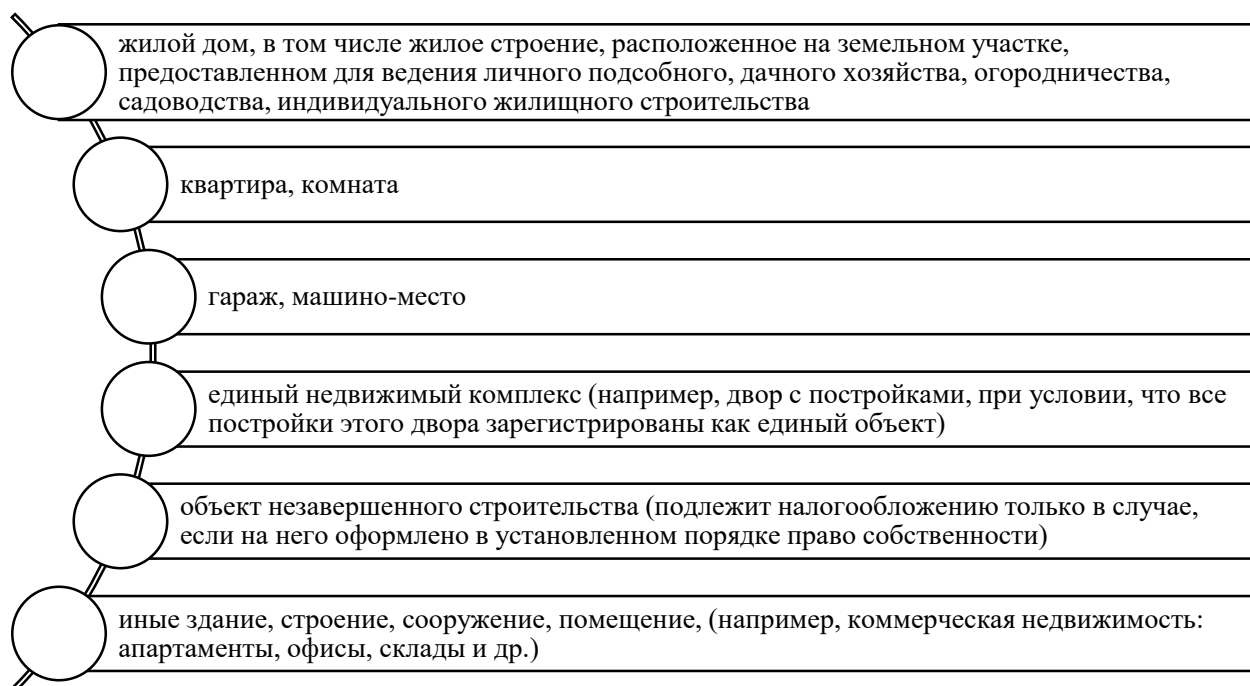 жилой дом, в том числе жилое строение, расположенное на земельном участке,
предоставленном для ведения личного подсобного, дачного хозяйства, огородничества,
садоводства, индивидуального жилищного строительства
квартира, комната
гараж, машино-место
единый недвижимый комплекс (например, двор с постройками, при условии, что все
постройки этого двора зарегистрированы как единый объект)
объект незавершенного строительства (подлежит налогообложению только в случае,
если на него оформлено в установленном порядке право собственности)
иные здание, строение, сооружение, помещение, (например, коммерческая недвижимость:
апартаменты, офисы, склады и др.)